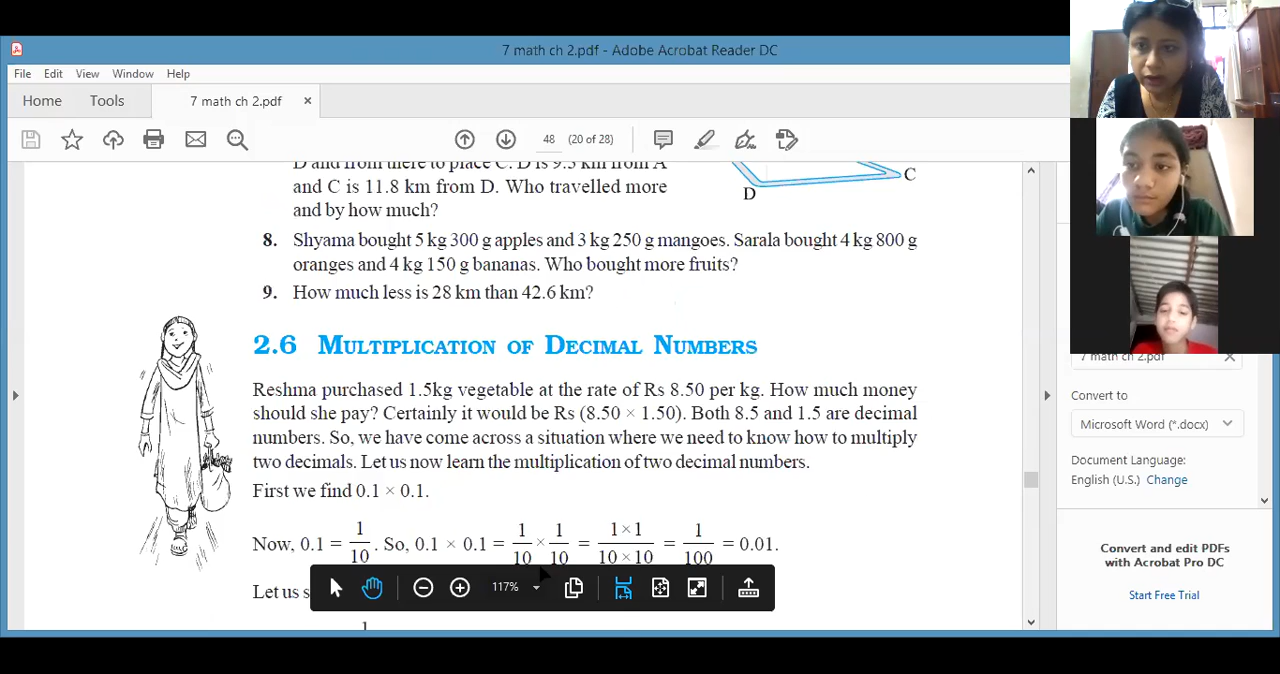 7 math ch 2.pdf - Adobe Acrobat Reader DC
File Edit View Window Help
Home Tools 7 math ch 2.pdf ×
48 (20 of 28)
D and from there to place C. D is 9.5 km from A
and C is 11.8 km from D. Who travelled more
and by how much?
C
D
8. Shyama bought 5 kg 300 g apples and 3 kg 250 g mangoes. Sarala bought 4 kg 800 g
oranges and 4 kg 150 g bananas. Who bought more fruits?
9. How much less is 28 km than 42.6 km?
2.6 MULTIPLICATION OF DECIMAL NUMBERS
Reshma purchased 1.5kg vegetable at the rate of Rs 8.50 per kg. How much money
should she pay? Certainly it would be Rs (8.50 × 1.50). Both 8.5 and 1.5 are decimal
numbers. So, we have come across a situation where we need to know how to multiply
two decimals. Let us now learn the multiplication of two decimal numbers.
First we find 0.1 × 0.1.
Now, 0.1 = 1/10. So, 0.1 × 0.1 = 1/10 × 1/10 = 1×1/10×10 = 1/100 = 0.01.
Let us
117%
1
7 math ch 2.pdf
Convert to
Microsoft Word (*.docx)
Document Language:
English (U.S.) Change
Convert and edit PDFs
with Acrobat Pro DC
Start Free Trial